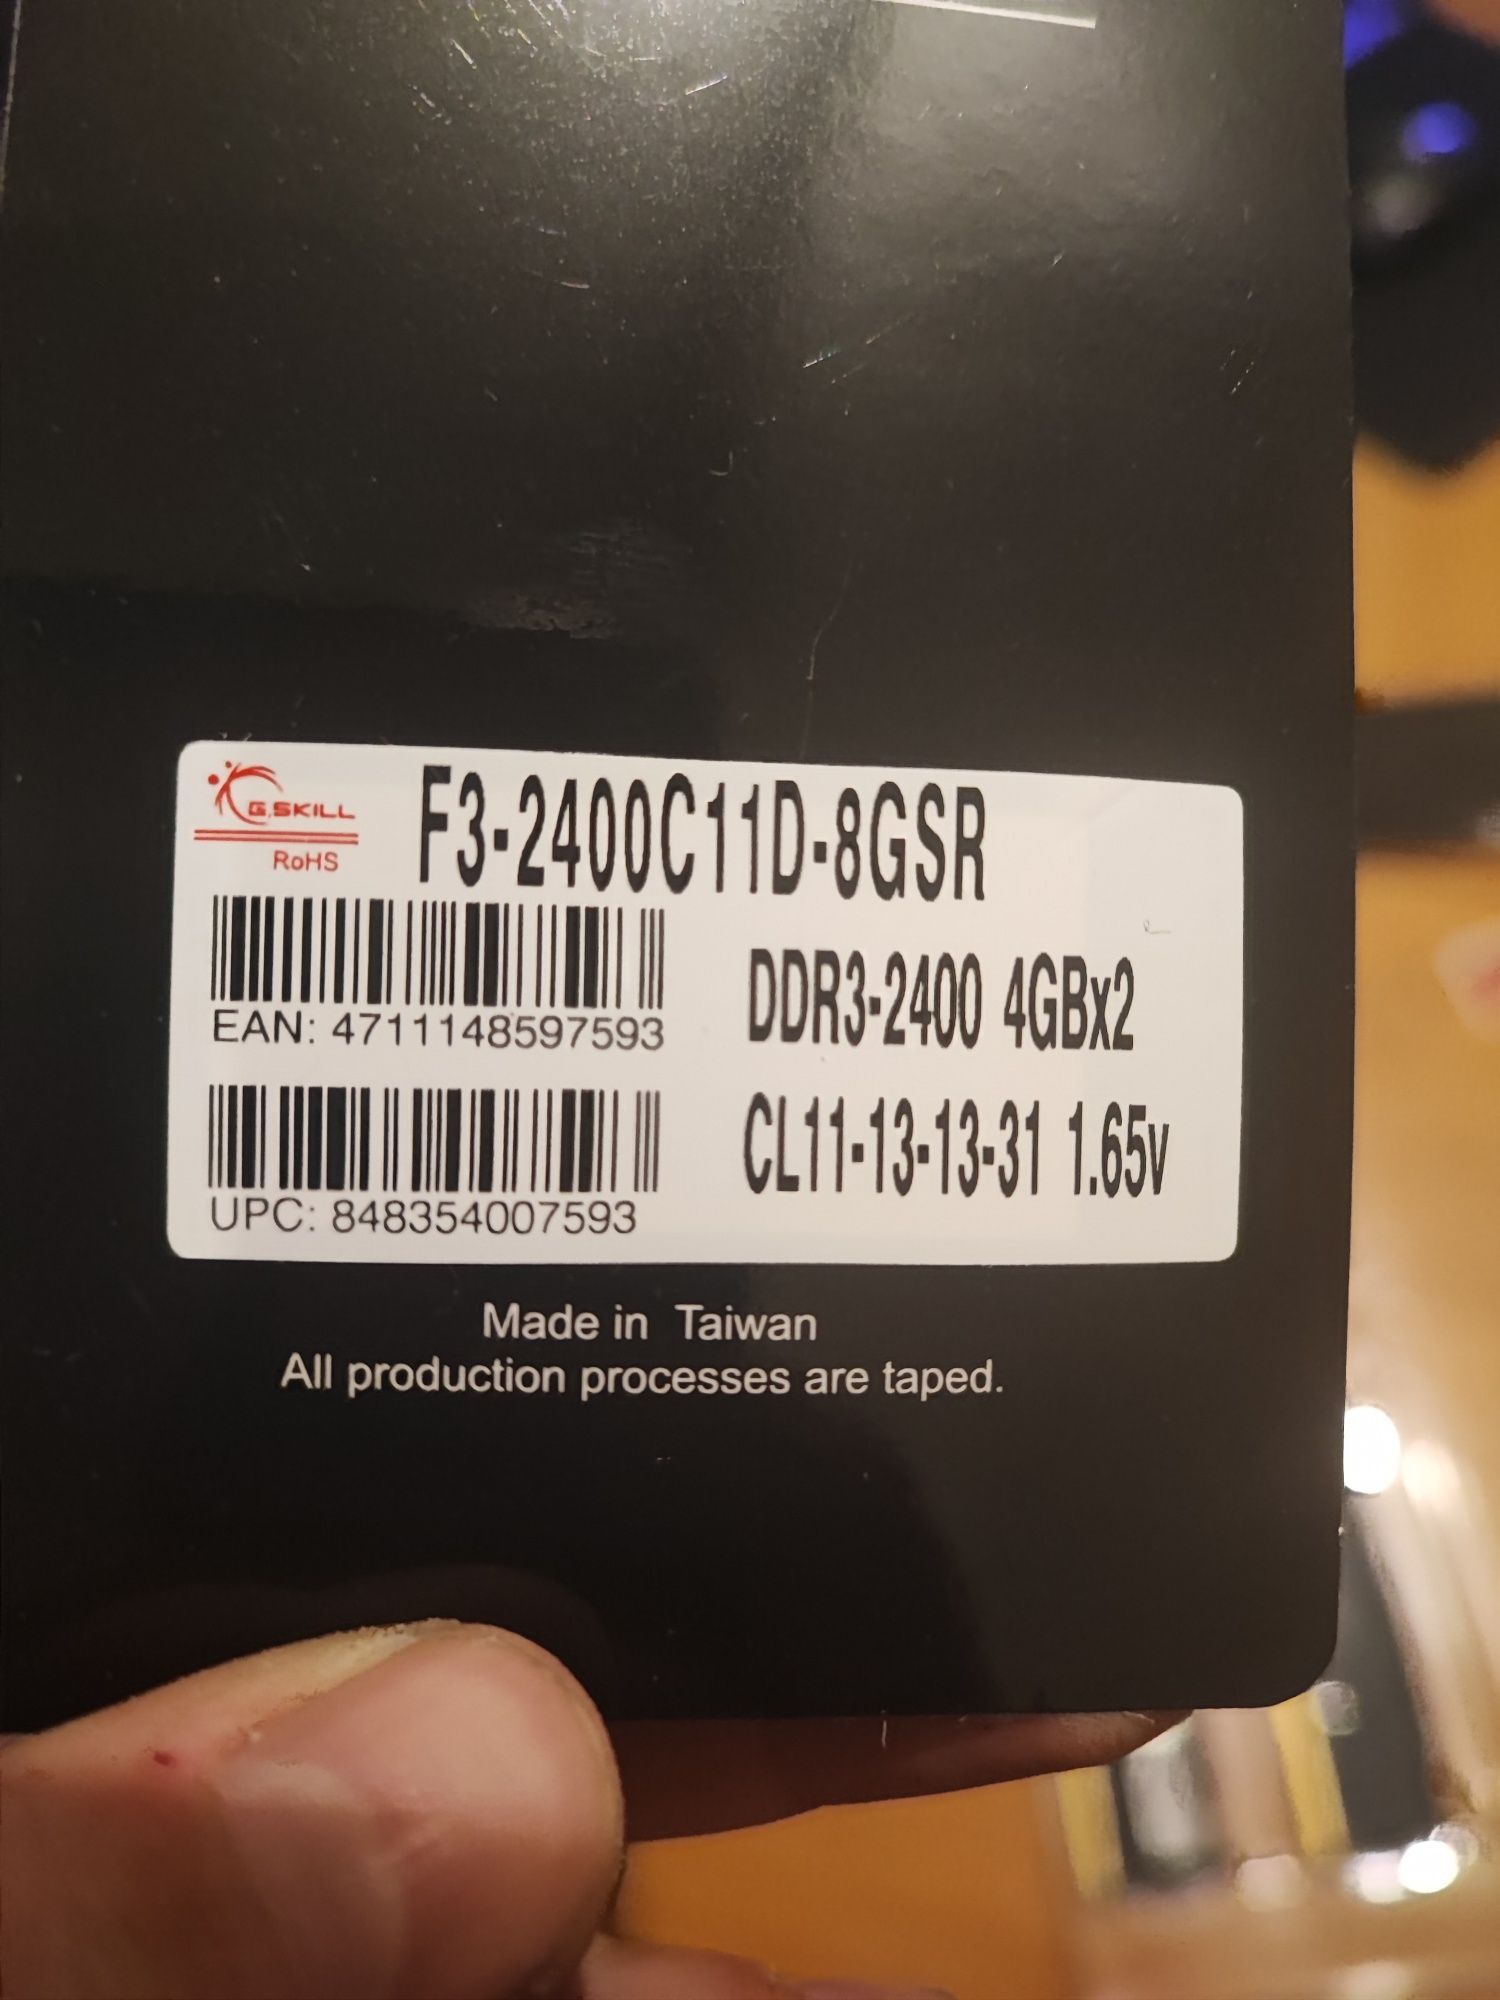 G.SKILL
RoHS
F3-2400C11D-8GSR
EAN: 4711148597593
DDR3-2400 4GBx2
CL11-13-13-31 1.65v
UPC: 848354007593
Made in Taiwan
All production processes are taped.